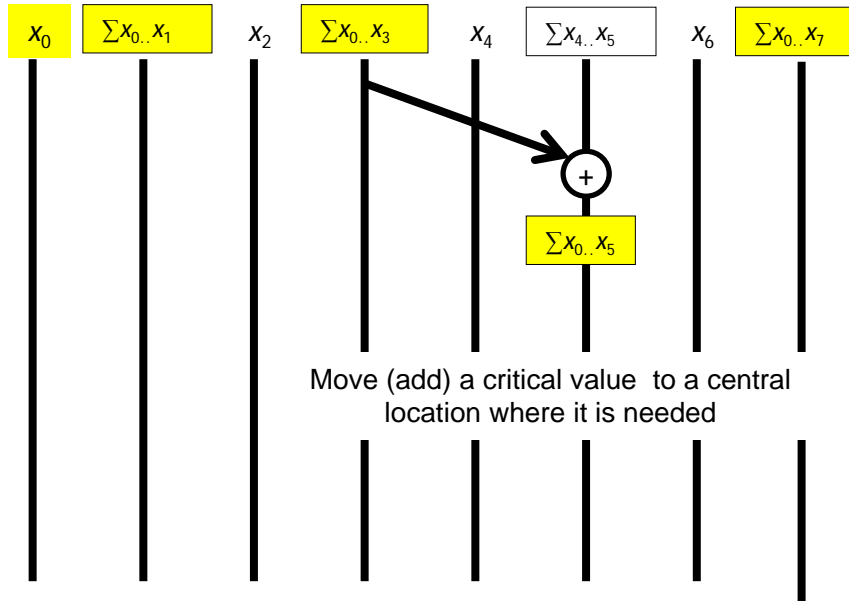 x0 ∑x0..x1 x2 ∑x0..x3 x4 ∑x4..x5 x6 ∑x0..x7
+
∑x0..x5
Move (add) a critical value to a central
location where it is needed